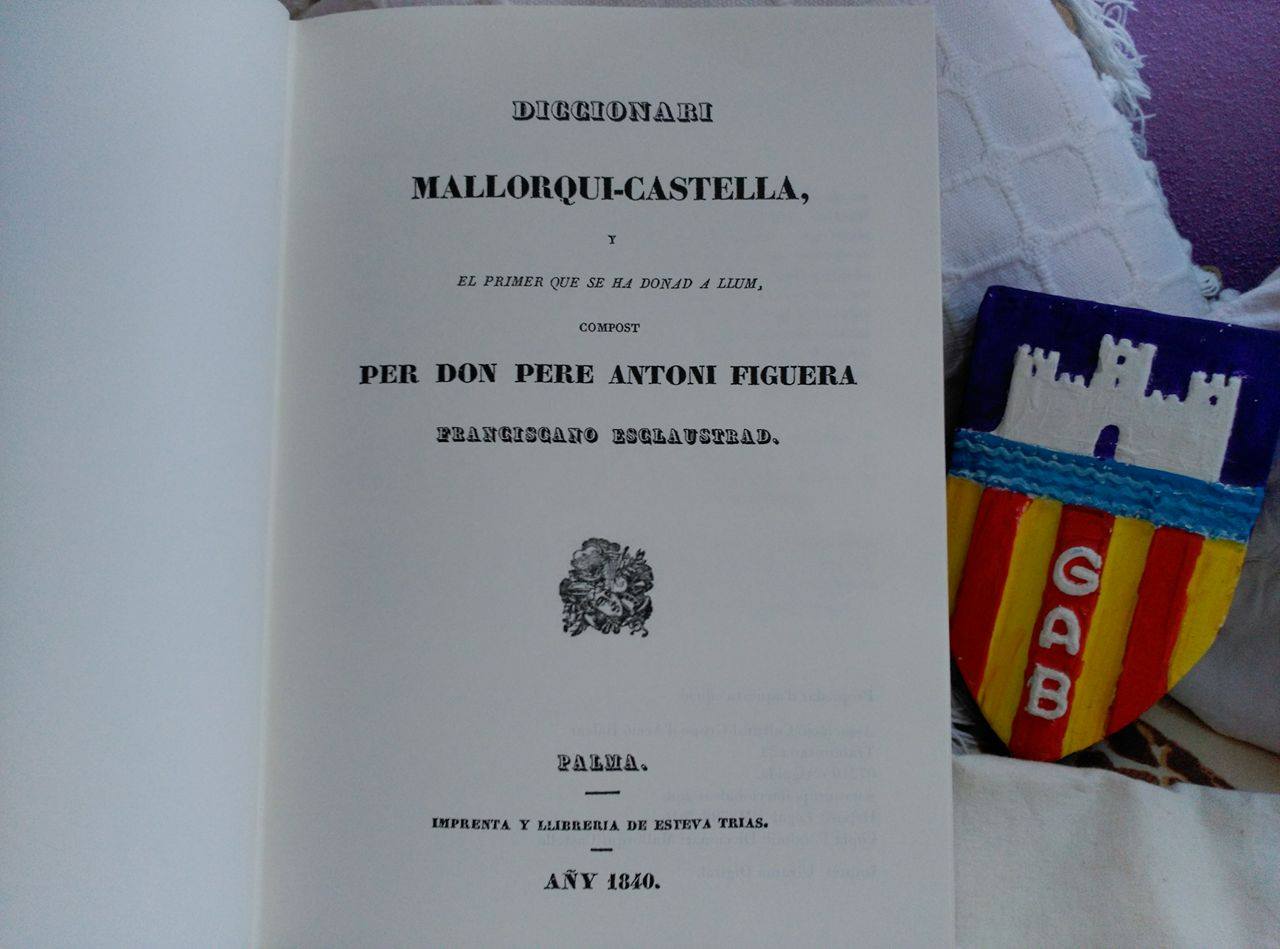 DICCIONARI
MALLORQUI-CASTELLA,
Y
EL PRIMER QUE SE HA DONAD A LLUM,
COMPOST
PER DON PERE ANTONI FIGUERA
FRANCISCANO ESCLAUSTRAD.
PALMA.
IMPRENTA Y LLIBRERIA DE ESTEVA TRIAS.
AÑY 1840.
G
A
B